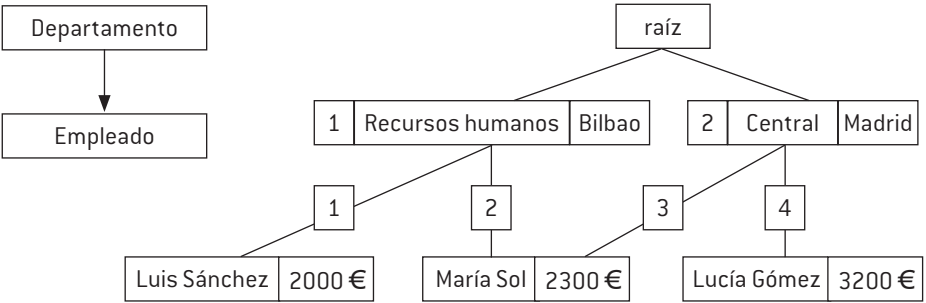 Departamento
Empleado
raíz
1 Recursos humanos Bilbao
2 Central Madrid
1
2
3
4
Luis Sánchez 2000 €
María Sol 2300 €
Lucía Gómez 3200 €